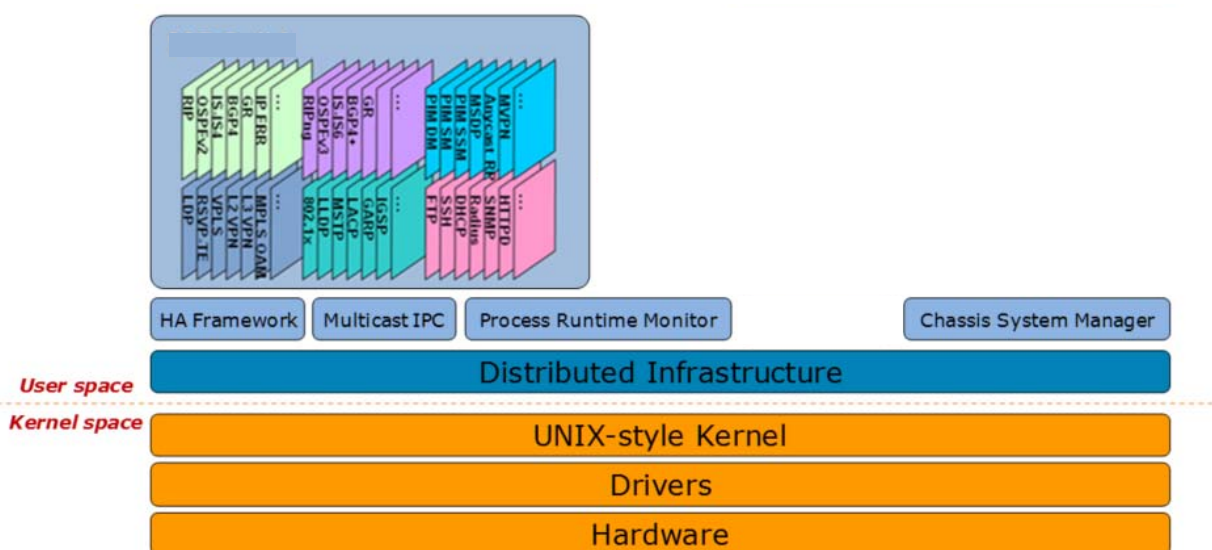 RIP
OSPFv2
IS.IS4
BGP4
GR
IP.FRR
...
RIPng
OSPFv3
IS.IS6
BGP4+
GR
...
PIM DM
PIM SM
PIM SSM
MSDP
Anycast RP
MVPN
...
LDP
RSVP.TE
VPLS
L2 VPN
L3 VPN
MPLS OAM
...
802.1x
LLDP
MSTP
LACP
GARP
IGSP
...
FTP
SSH
DHCP
Radius
SNMP
HTTPD
...
HA Framework
Multicast IPC
Process Runtime Monitor
Chassis System Manager
Distributed Infrastructure
User space
Kernel space
UNIX-style Kernel
Drivers
Hardware